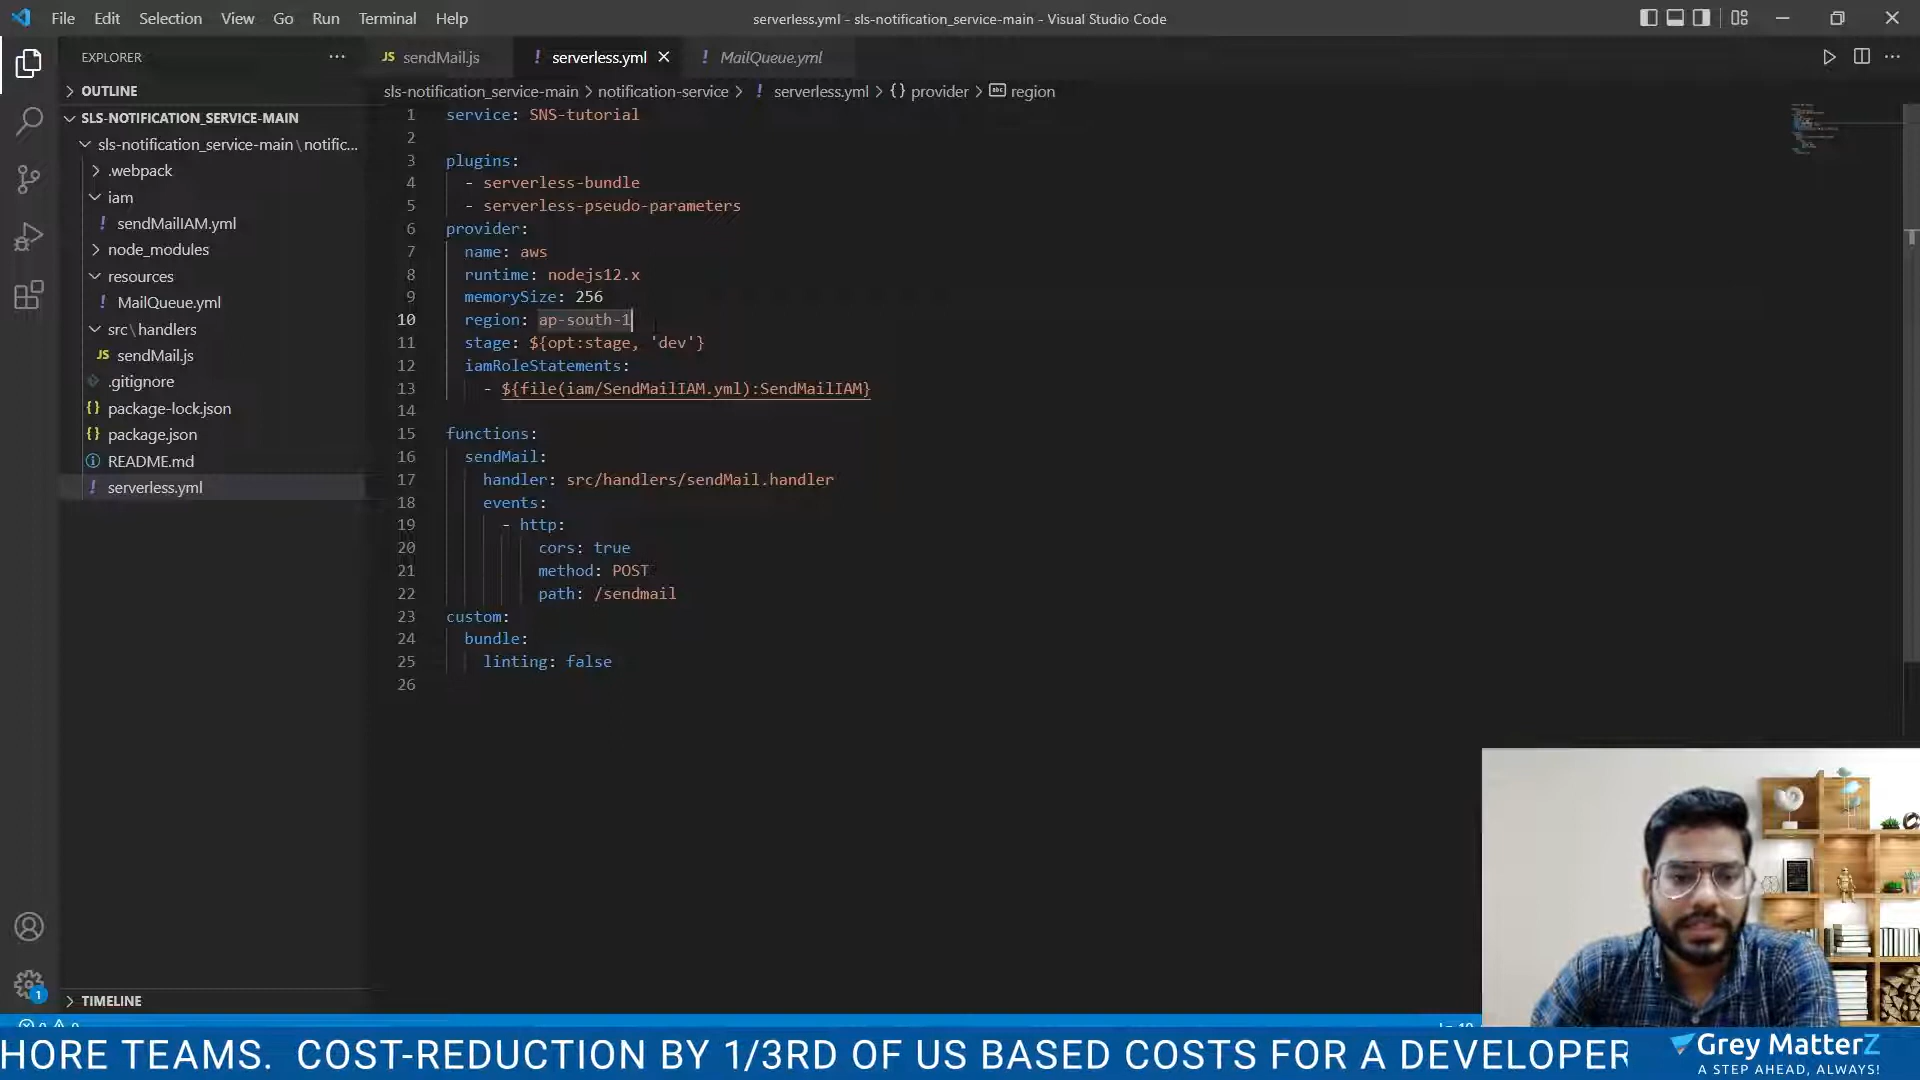 File Edit Selection View Go Run Terminal Help
serverless.yml - sls-notification_service-main - Visual Studio Code
EXPLORER
OUTLINE
SLS-NOTIFICATION_SERVICE-MAIN
sls-notification_service-main\notific...
.webpack
iam
! sendMailIAM.yml
node_modules
resources
! MailQueue.yml
src\handlers
JS sendMail.js
.gitignore
{} package-lock.json
{} package.json
README.md
! serverless.yml
TIMELINE
JS sendMail.js ! serverless.yml ! MailQueue.yml
sls-notification_service-main > notification-service > ! serverless.yml > {} provider > abc region
1 service: SNS-tutorial
2
3 plugins:
4 - serverless-bundle
5 - serverless-pseudo-parameters
6 provider:
7 name: aws
8 runtime: nodejs12.x
9 memorySize: 256
10 region: ap-south-1
11 stage: ${opt:stage, 'dev'}
12 iamRoleStatements:
13 - ${file(iam/SendMailIAM.yml):SendMailIAM}
14
15 functions:
16 sendMail:
17 handler: src/handlers/sendMail.handler
18 events:
19 - http:
20 cors: true
21 method: POST
22 path: /sendmail
23 custom:
24 bundle:
25 linting: false
26
1
HORE TEAMS. COST-REDUCTION BY 1/3RD OF US BASED COSTS FOR A DEVELOPER
Grey MatterZ
A STEP AHEAD, ALWAYS!